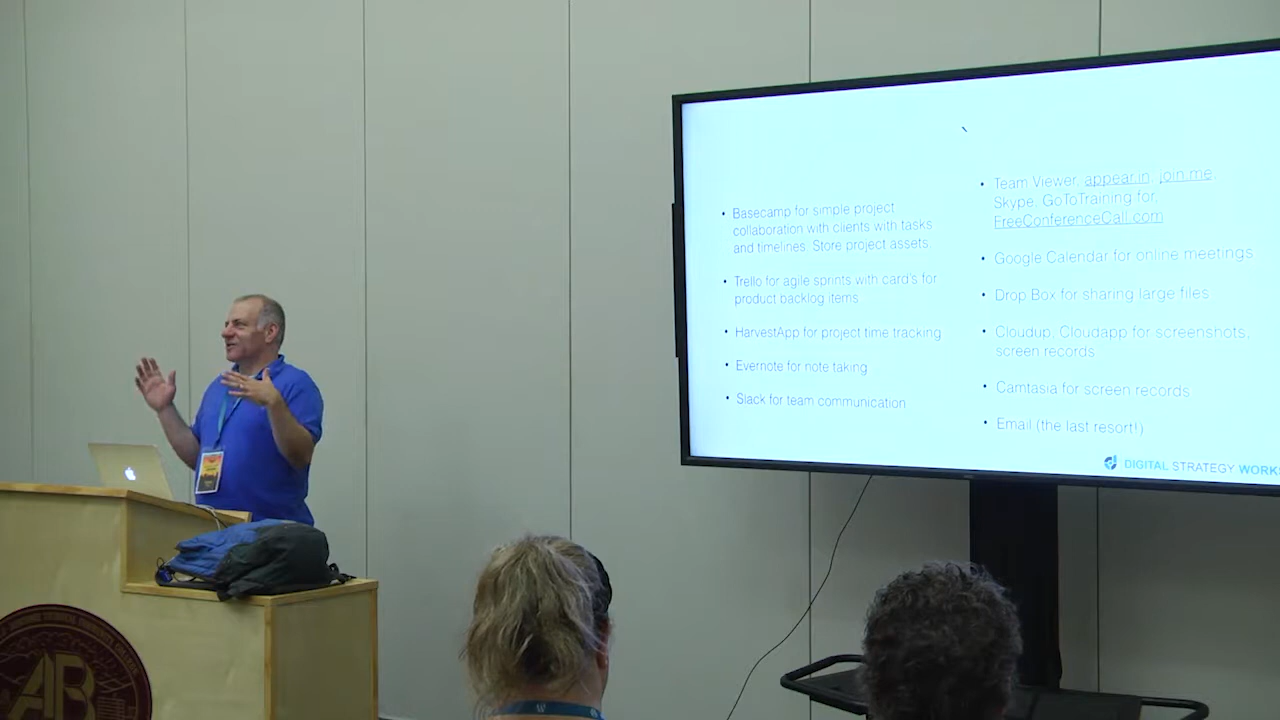 • Basecamp for simple project
collaboration with clients with tasks
and timelines. Store project assets.
• Trello for agile sprints with card's for
product backlog items
• HarvestApp for project time tracking
• Evernote for note taking
• Slack for team communication
• Team Viewer, appear.in, join.me,
Skype, GoToTraining for,
FreeConferenceCall.com
• Google Calendar for online meetings
• Drop Box for sharing large files
• Cloudup, Cloudapp for screenshots,
screen records
• Camtasia for screen records
• Email (the last resort!)
DIGITAL STRATEGY WORKS
AB